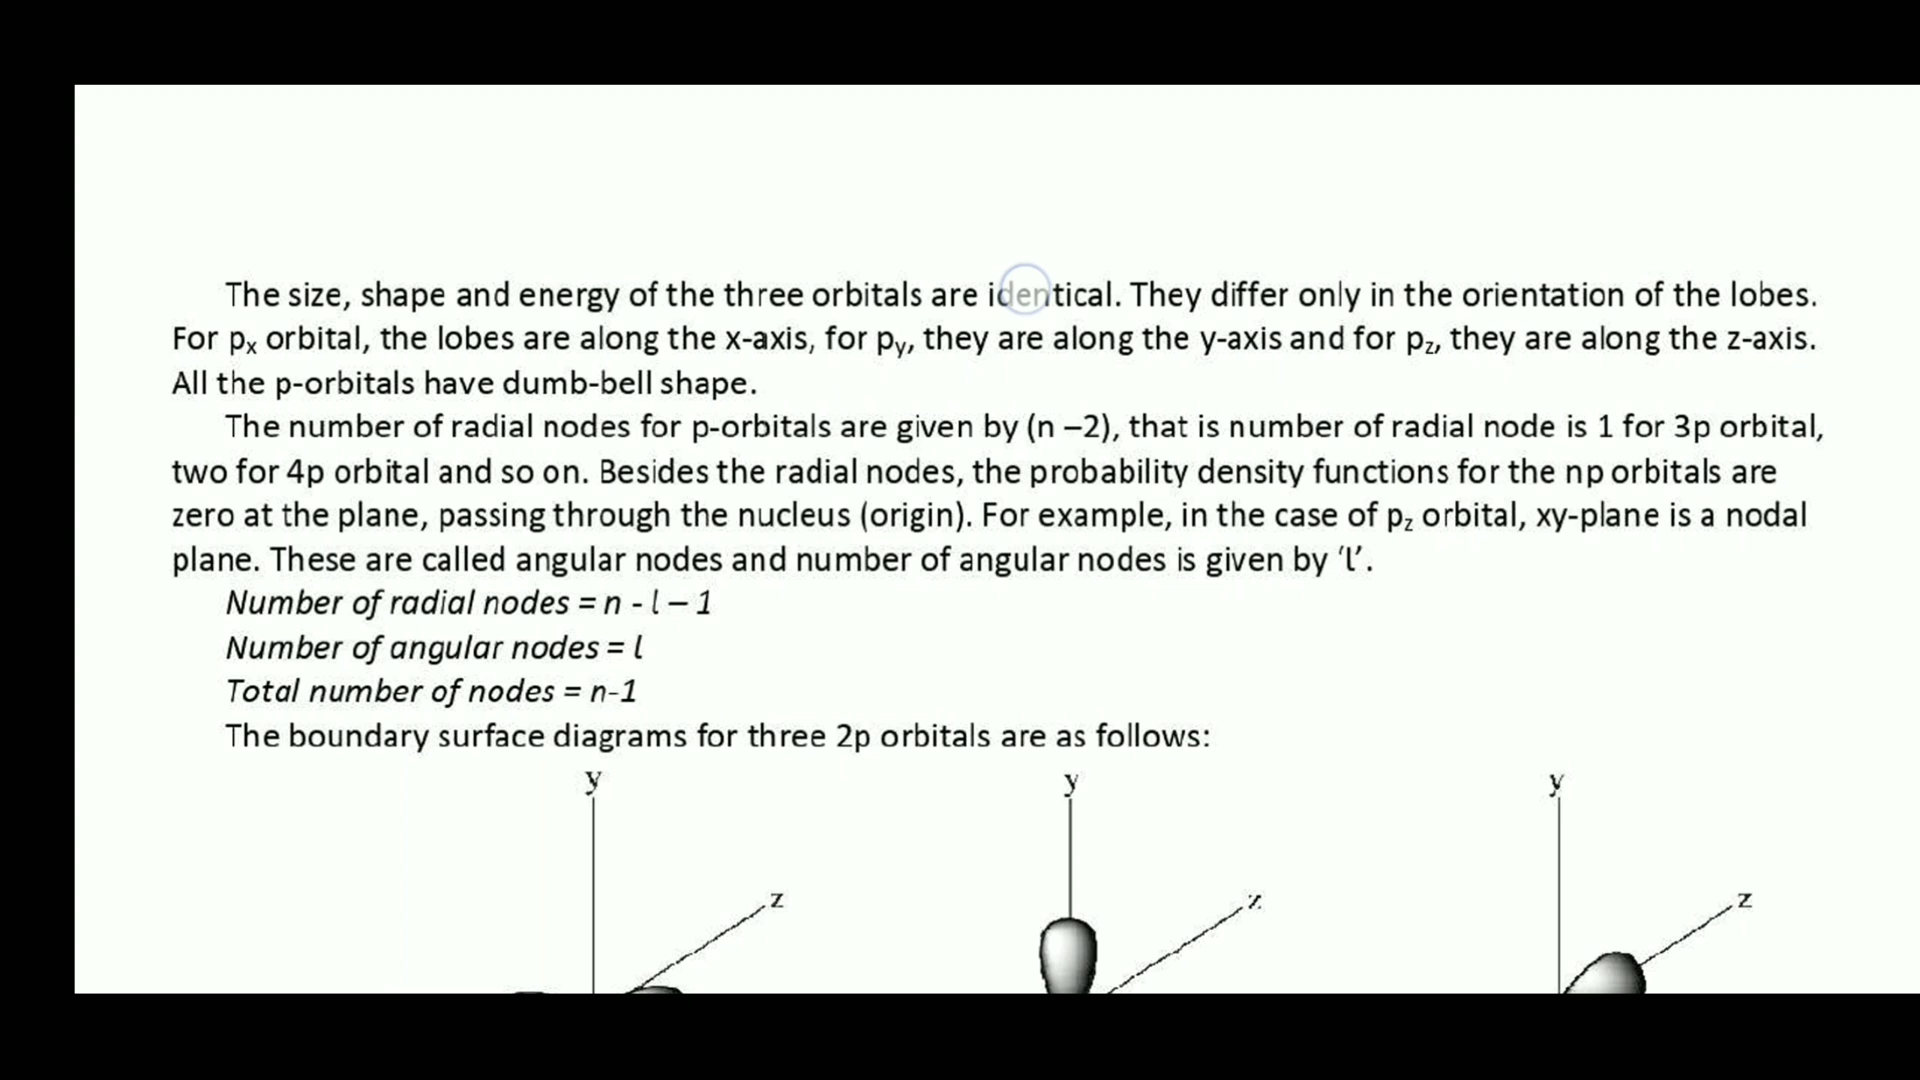 The size, shape and energy of the three orbitals are identical. They differ only in the orientation of the lobes.
For pₓ orbital, the lobes are along the x-axis, for py, they are along the y-axis and for pz, they are along the z-axis.
All the p-orbitals have dumb-bell shape.
The number of radial nodes for p-orbitals are given by (n –2), that is number of radial node is 1 for 3p orbital,
two for 4p orbital and so on. Besides the radial nodes, the probability density functions for the np orbitals are
zero at the plane, passing through the nucleus (origin). For example, in the case of pz orbital, xy-plane is a nodal
plane. These are called angular nodes and number of angular nodes is given by ‘l’.
Number of radial nodes = n - l – 1
Number of angular nodes = l
Total number of nodes = n-1
The boundary surface diagrams for three 2p orbitals are as follows:
y y y
z z z